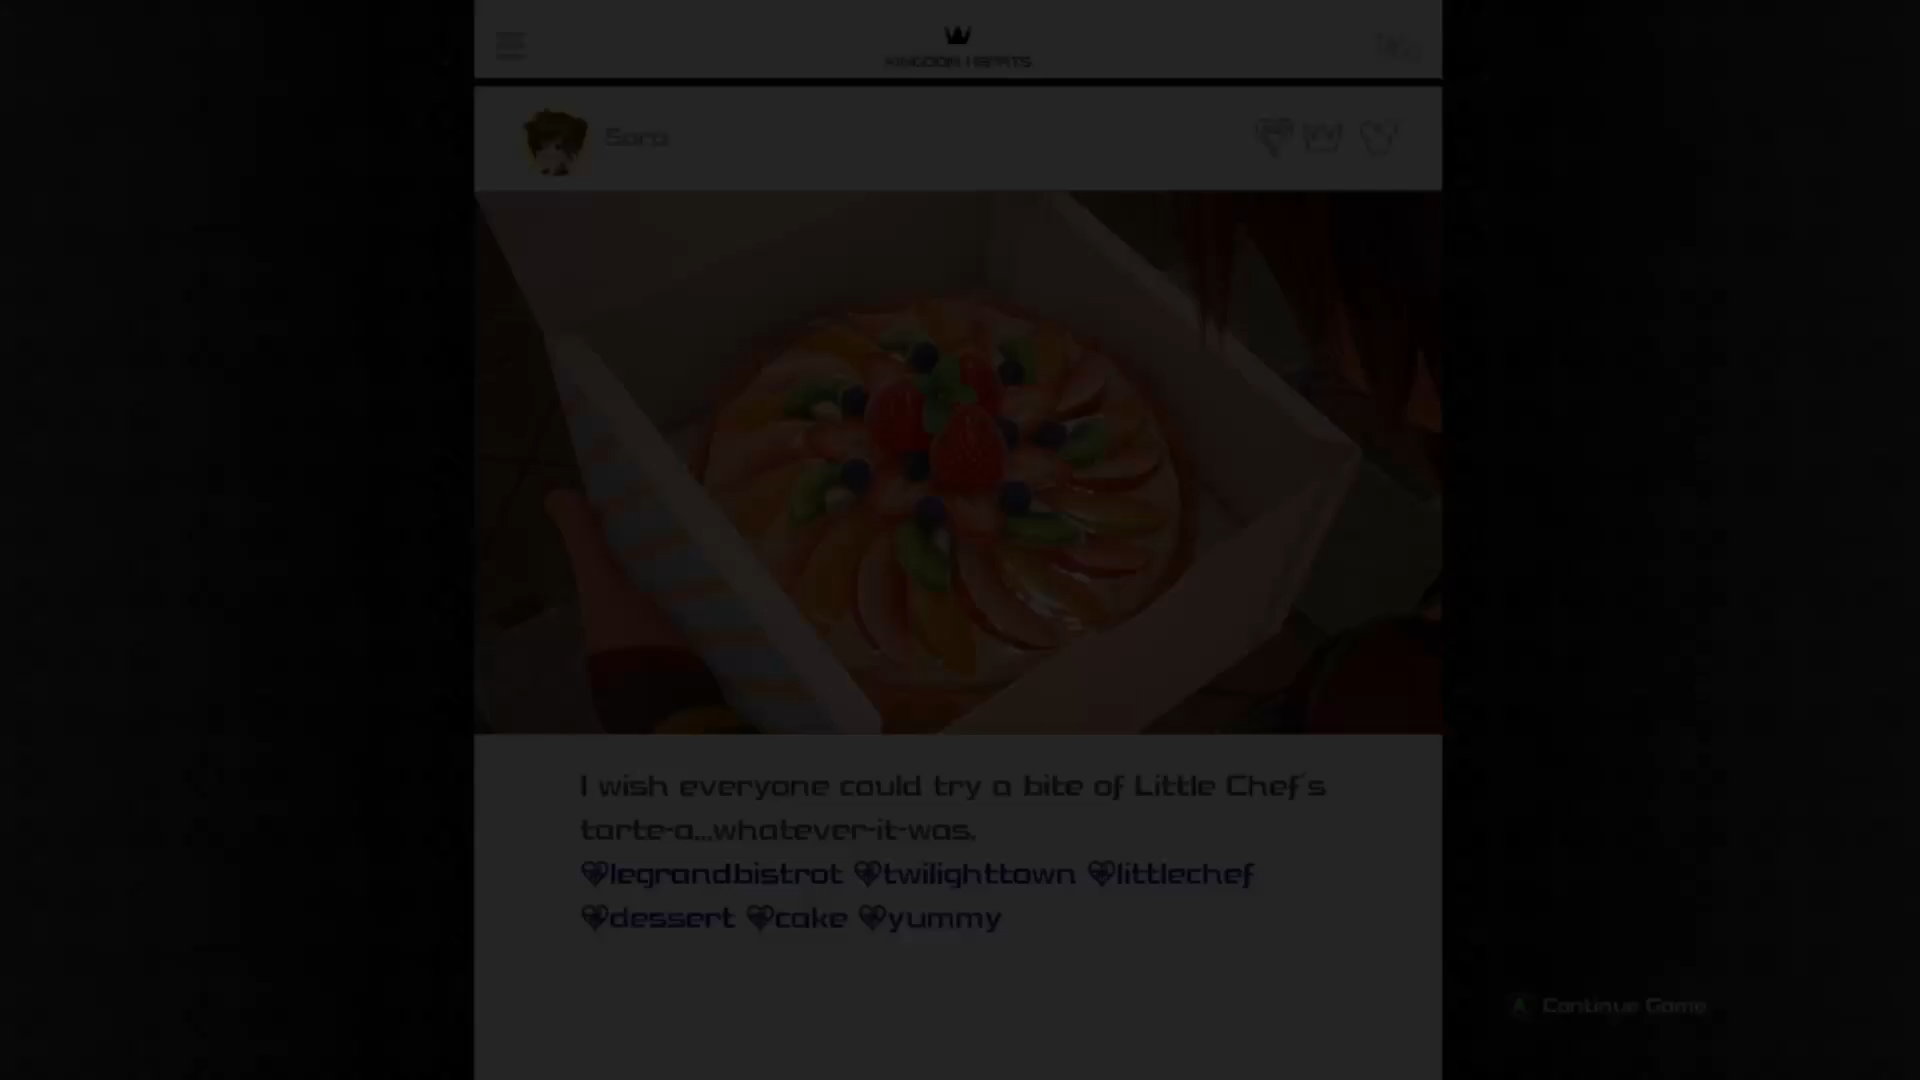 KINGDOM HEARTS
Sora
I wish everyone could try a bite of Little Chef's
tarte-a...whatever-it-was.
legrandbistrot twilighttown littlechef
dessert cake yummy
A Continue Game